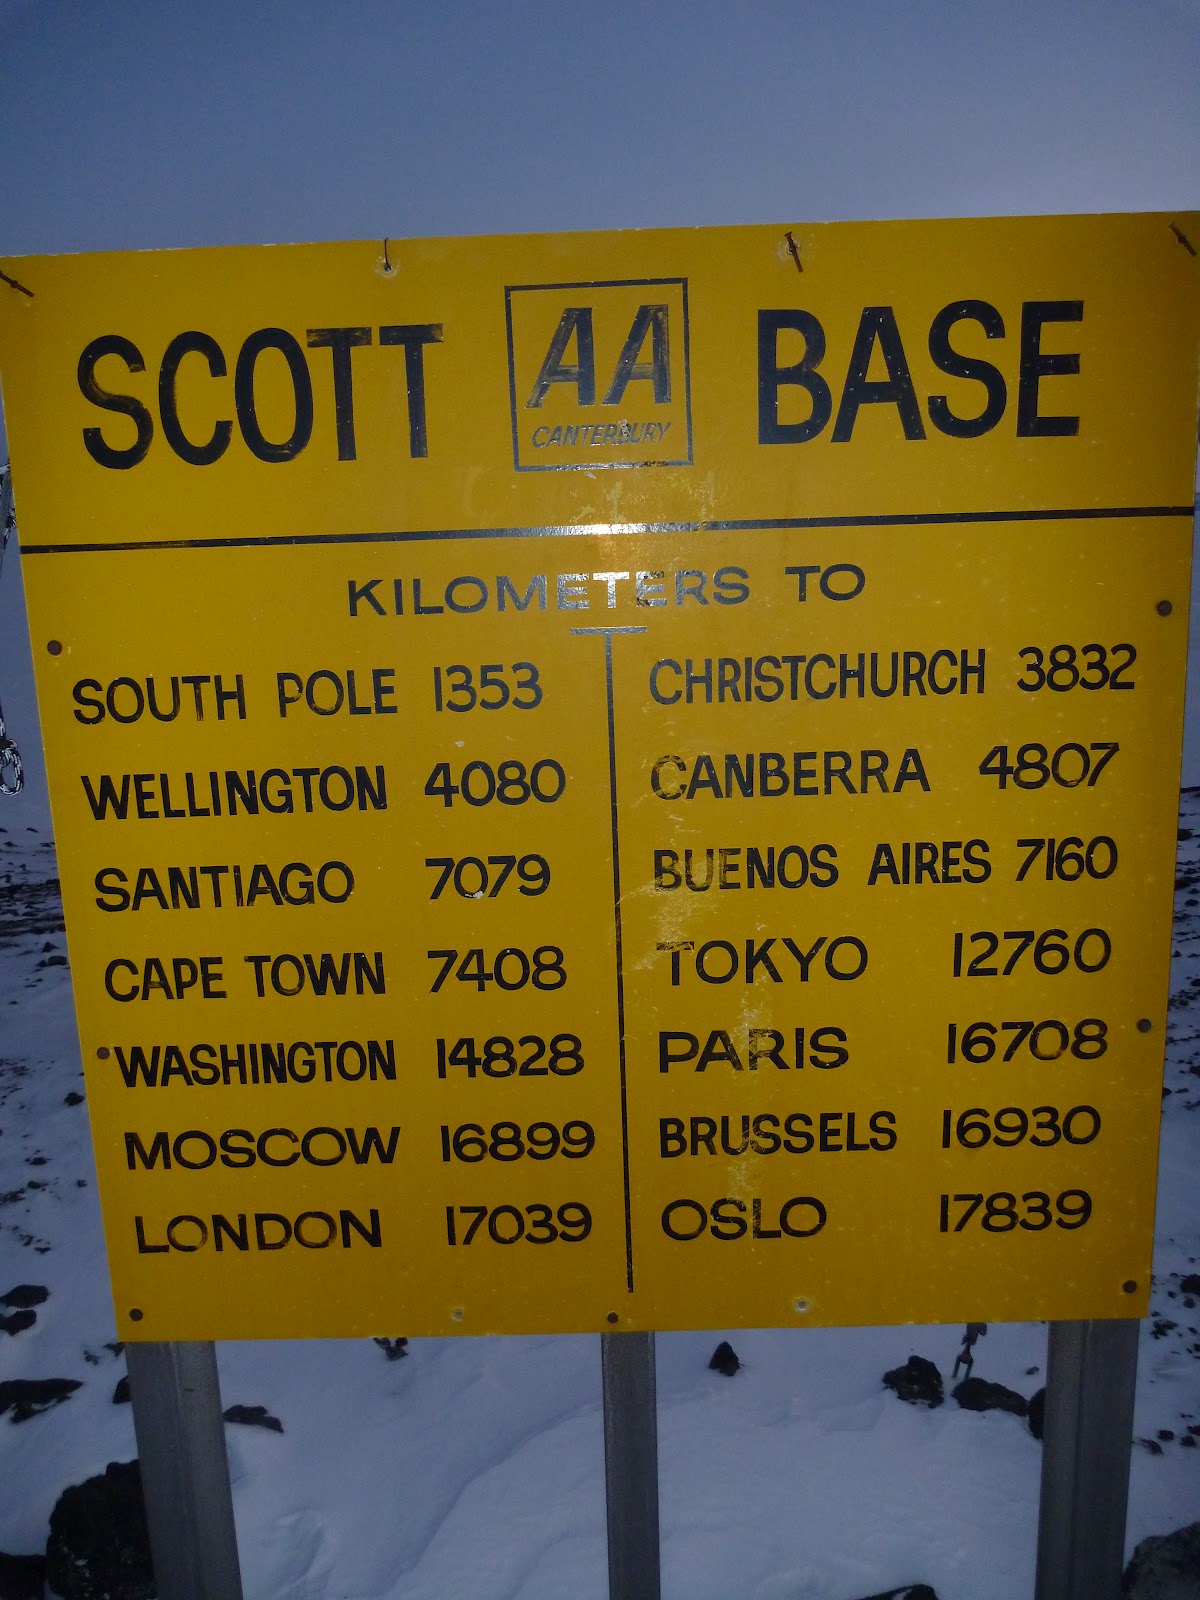 SCOTT AA BASE
CANTERBURY
KILOMETERS TO
SOUTH POLE 1353
WELLINGTON 4080
SANTIAGO 7079
CAPE TOWN 7408
WASHINGTON 14828
MOSCOW 16899
LONDON 17039
CHRISTCHURCH 3832
CANBERRA 4807
BUENOS AIRES 7160
TOKYO 12760
PARIS 16708
BRUSSELS 16930
OSLO 17839